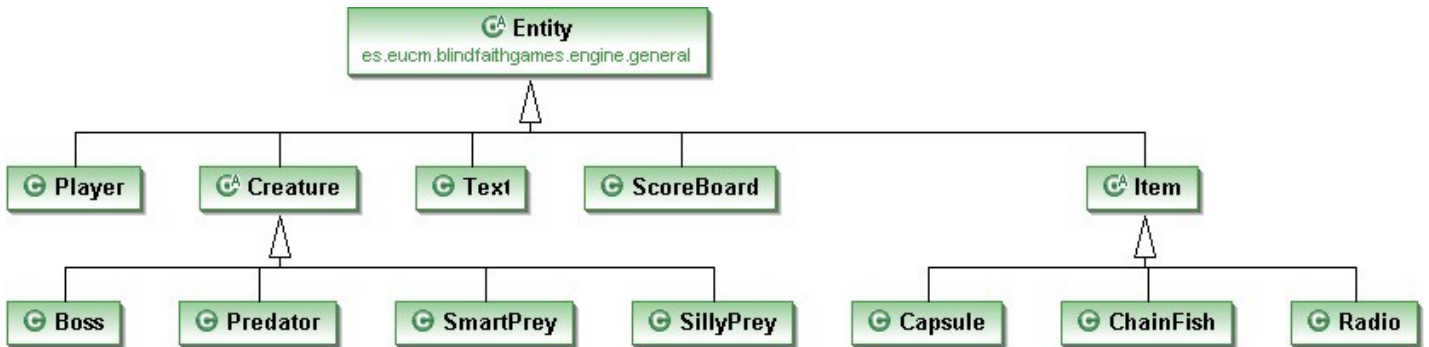 Entity
es.eucm.blindfaithgames.engine.general
Player
Creature
Text
ScoreBoard
Item
Boss
Predator
SmartPrey
SillyPrey
Capsule
ChainFish
Radio